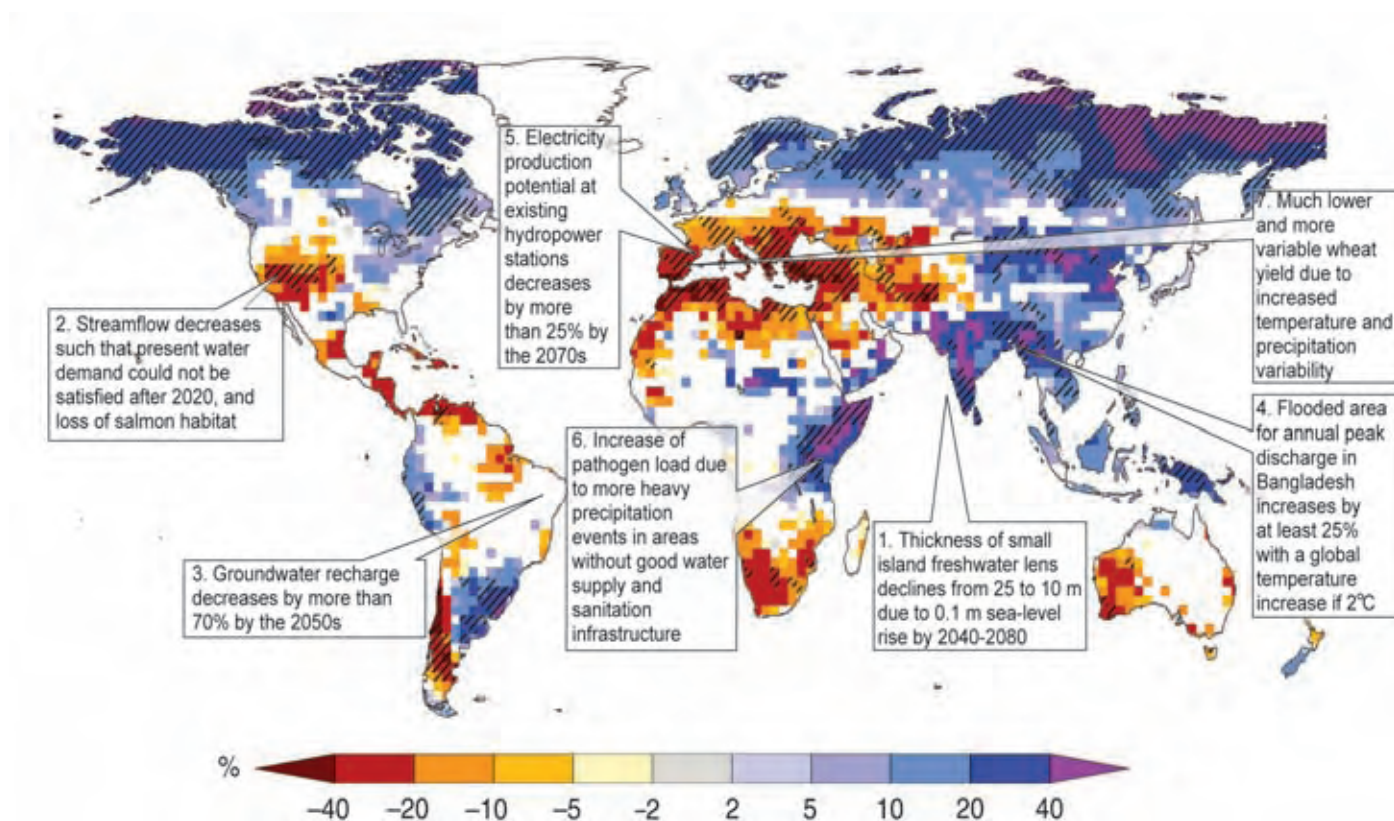 5. Electricity
production
potential at
existing
hydropower
stations
decreases
by more
than 25% by
the 2070s
7. Much lower
and more
variable wheat
yield due to
increased
temperature and
precipitation
variability
2. Streamflow decreases
such that present water
demand could not be
satisfied after 2020, and
loss of salmon habitat
4. Flooded area
for annual peak
discharge in
Bangladesh
increases by
at least 25%
with a global
temperature
increase if 2°C
6. Increase of
pathogen load due
to more heavy
precipitation
events in areas
without good water
supply and
sanitation
infrastructure
1. Thickness of small
island freshwater lens
declines from 25 to 10 m
due to 0.1 m sea-level
rise by 2040-2080
3. Groundwater recharge
decreases by more than
70% by the 2050s
%
–40 –20 –10 –5 –2 2 5 10 20 40